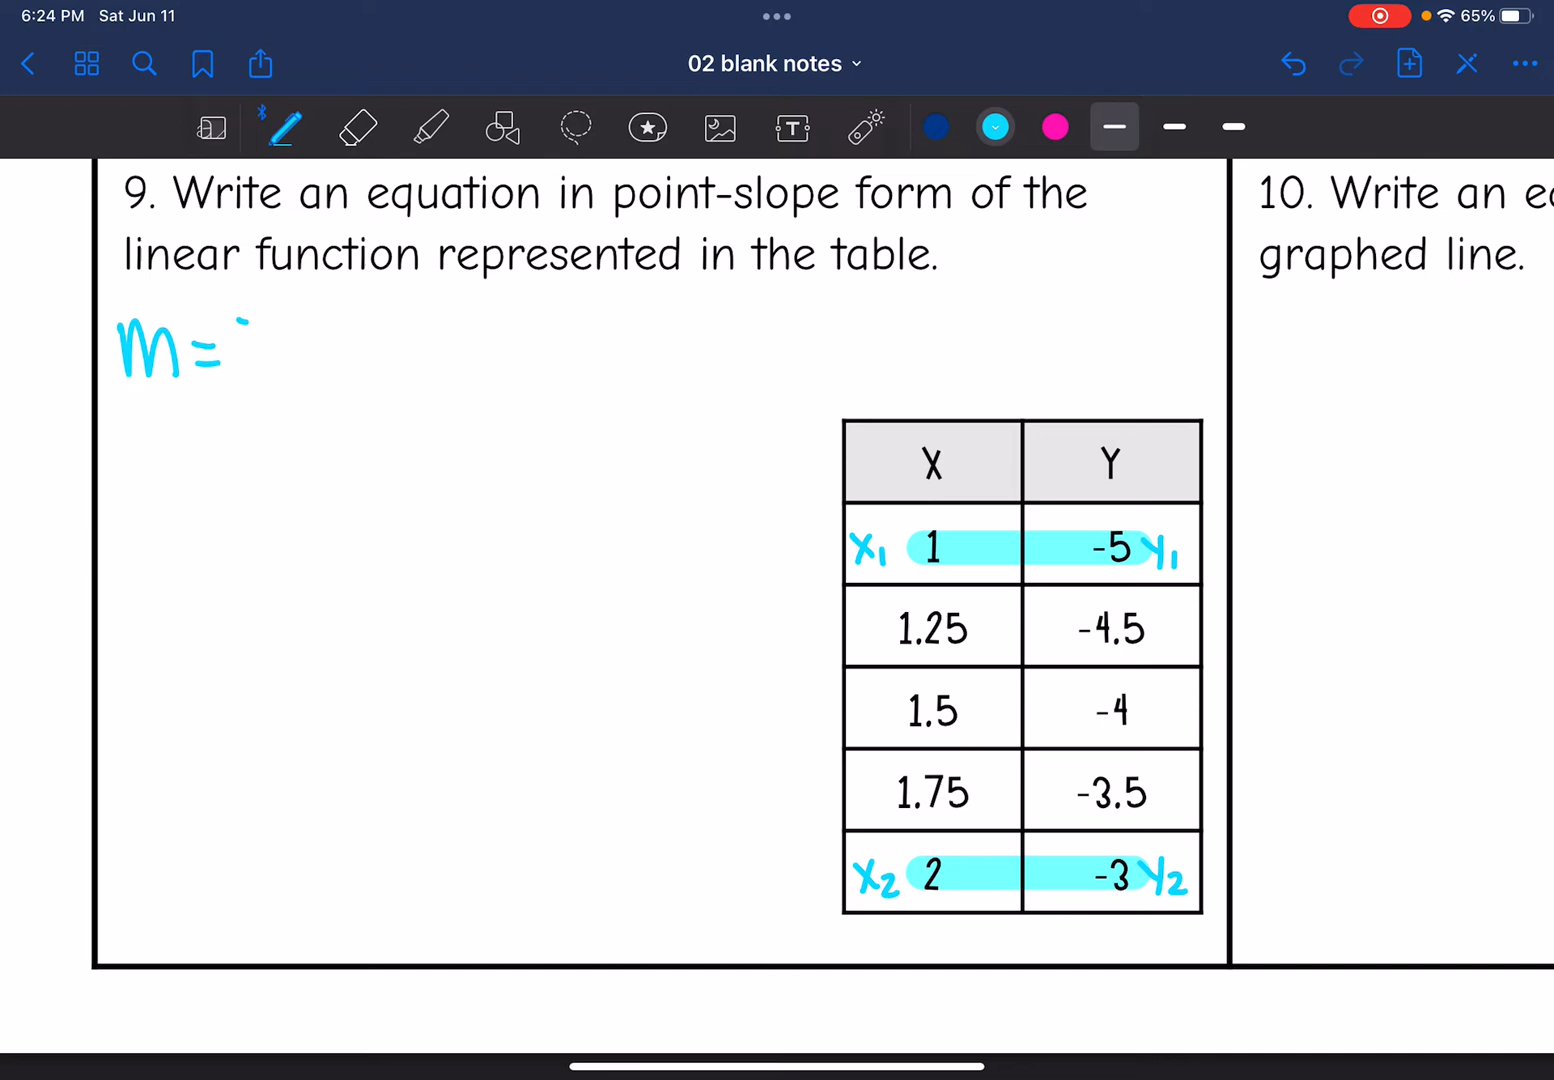 6:24 PM Sat Jun 11
65%
02 blank notes
T
9. Write an equation in point-slope form of the
linear function represented in the table.
m = -
X Y
x₁ 1 -5 y₁
1.25 -4.5
1.5 -4
1.75 -3.5
x₂ 2 -3 y₂
10. Write an e
graphed line.